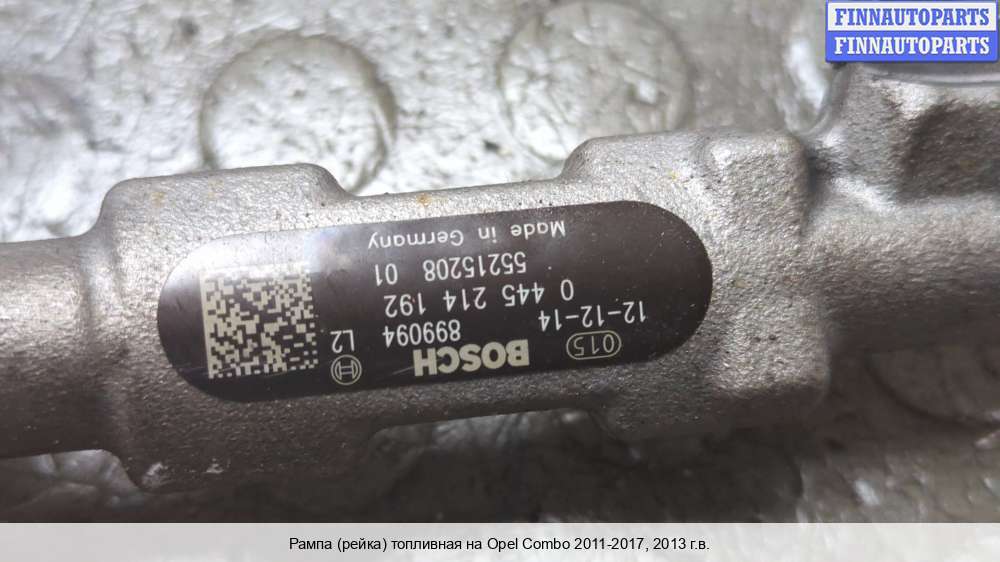 FINNAUTOPARTS
FINNAUTOPARTS
015 BOSCH
12-12-14 899094 L2
0 445 214 192
55215208 01
Made in Germany
Рампа (рейка) топливная на Opel Combo 2011-2017, 2013 г.в.